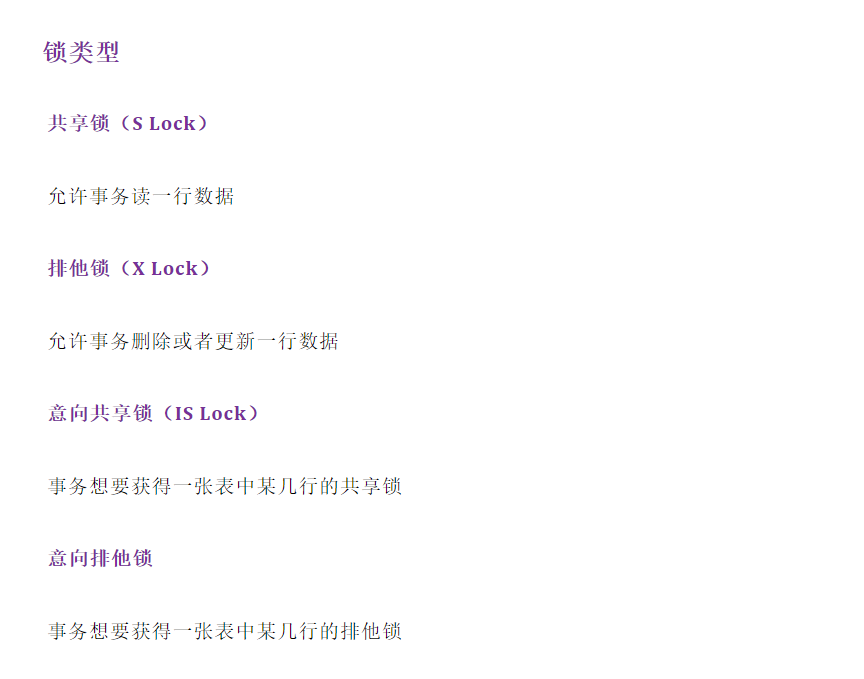 锁类型
共享锁（S Lock）
允许事务读一行数据
排他锁（X Lock）
允许事务删除或者更新一行数据
意向共享锁（IS Lock）
事务想要获得一张表中某几行的共享锁
意向排他锁
事务想要获得一张表中某几行的排他锁